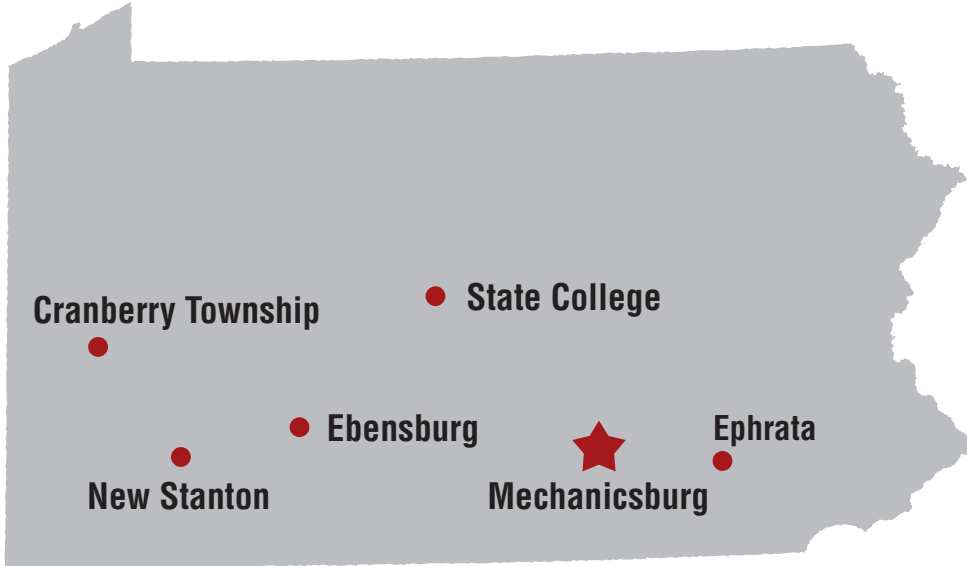 State College
Cranberry Township
Ebensburg
Ephrata
New Stanton
Mechanicsburg